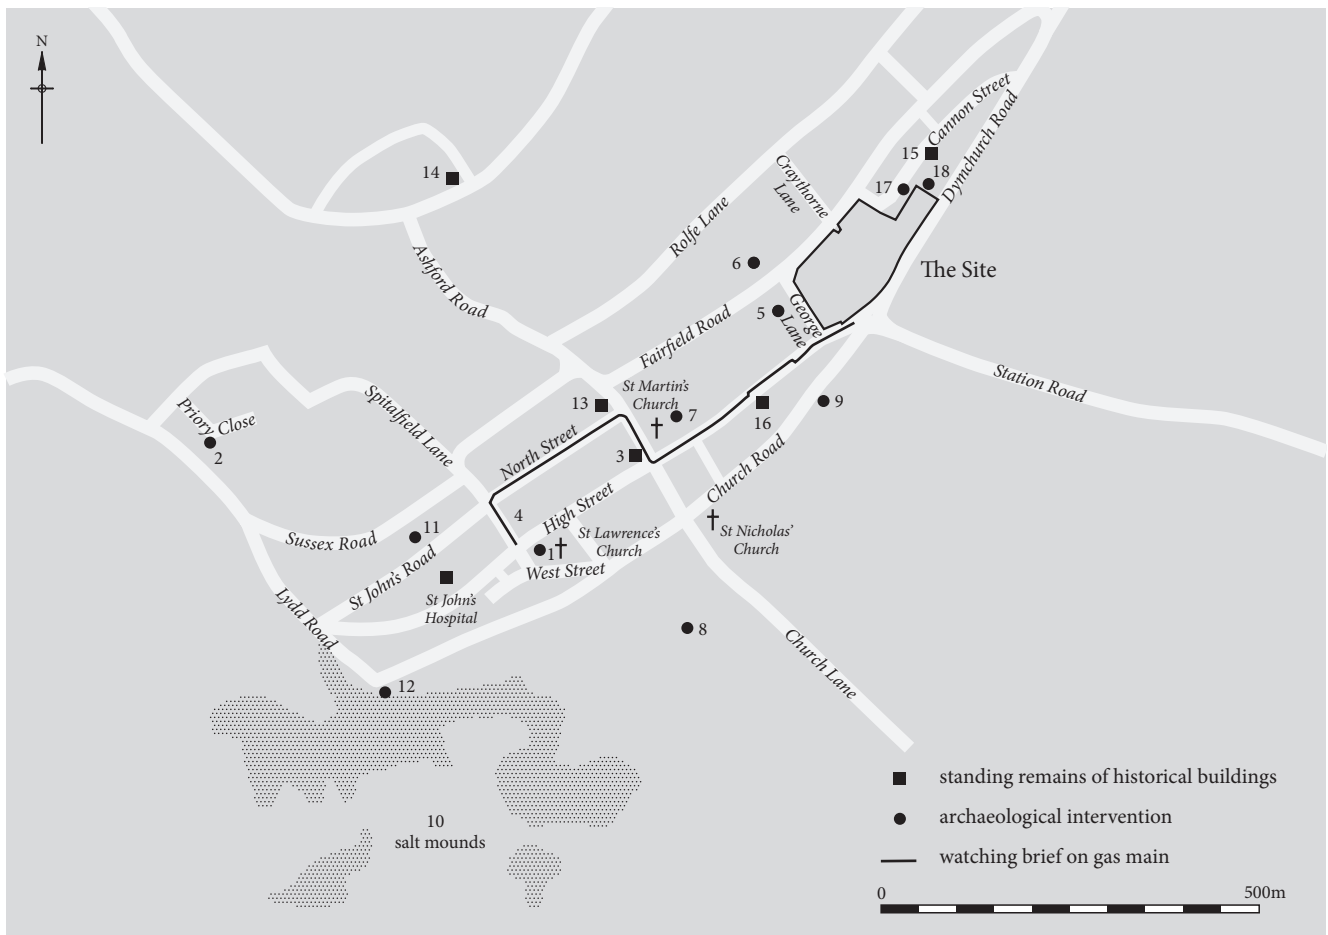 N
Cannon Street
15
18
14
17
Craythorne
Lane
Dymchurch Road
Rolfe Lane
6
The Site
Ashford Road
5
George
Lane
Fairfield Road
Station Road
St Martin's
Church
Spitalfield Lane
13
7
9
16
Priory Close
2
North Street
3
Church Road
High Street
4
11
Sussex Road
St Lawrence's
Church
St Nicholas'
Church
1
West Street
St John's Road
St John's
Hospital
Lydd Road
8
Church Lane
12
10
salt mounds
standing remains of historical buildings
archaeological intervention
watching brief on gas main
0
500m